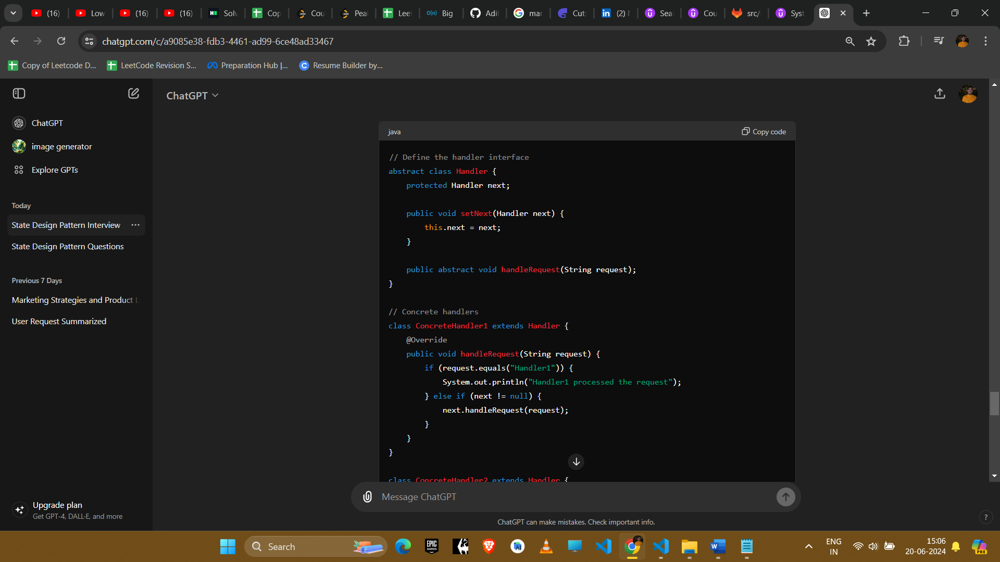 (16)
Low
(16)
(16)
Solv
Cop
Cou
Peal
Leet
O(n) Big
Adit
mar
Cut
(2)
Sea
Cou
src/
Syst
chatgpt.com/c/a9085e38-fdb3-4461-ad99-6ce48ad33467
Copy of Leetcode D...
LeetCode Revision S...
Preparation Hub |...
Resume Builder by...
ChatGPT
ChatGPT
image generator
Explore GPTs
Today
State Design Pattern Interview
State Design Pattern Questions
Previous 7 Days
Marketing Strategies and Product L
User Request Summarized
Upgrade plan
Get GPT-4, DALL·E, and more
java
Copy code
// Define the handler interface
abstract class Handler {
    protected Handler next;
    public void setNext(Handler next) {
        this.next = next;
    }
    public abstract void handleRequest(String request);
}
// Concrete handlers
class ConcreteHandler1 extends Handler {
    @Override
    public void handleRequest(String request) {
        if (request.equals("Handler1")) {
            System.out.println("Handler1 processed the request");
        } else if (next != null) {
            next.handleRequest(request);
        }
    }
}
class ConcreteHandler2 extends Handler {
Message ChatGPT
ChatGPT can make mistakes. Check important info.
?
Search
EPIC GAMES
ENG
IN
15:06
20-06-2024
PRE